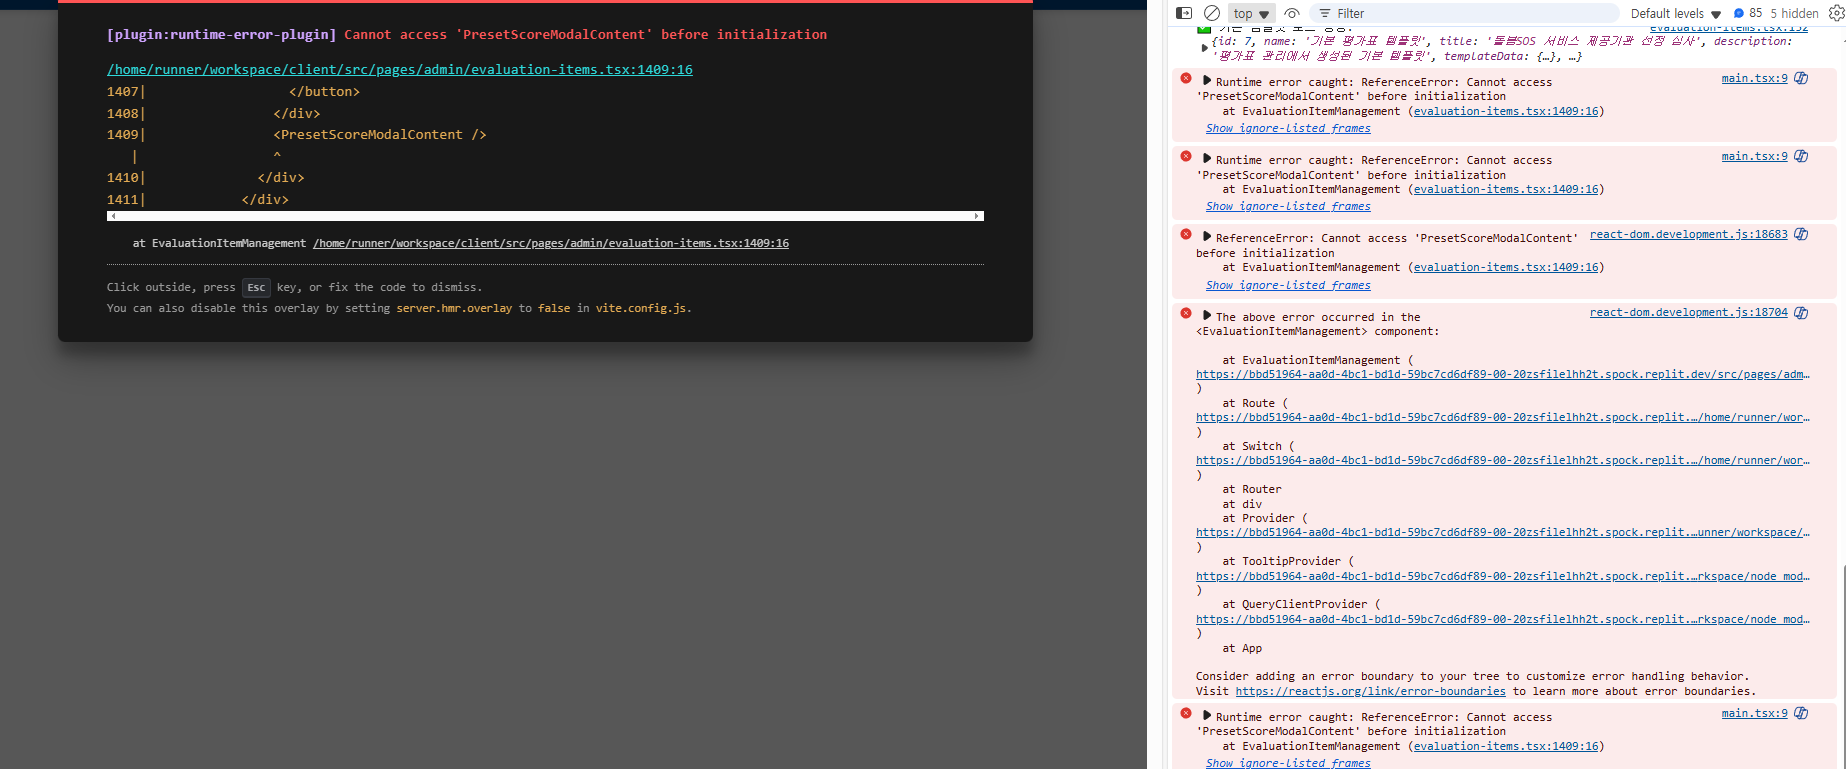 [plugin:runtime-error-plugin] Cannot access 'PresetScoreModalContent' before initialization
/home/runner/workspace/client/src/pages/admin/evaluation-items.tsx:1409:16
1407| </button>
1408| </div>
1409| <PresetScoreModalContent />
| ^
1410| </div>
1411| </div>
at EvaluationItemManagement /home/runner/workspace/client/src/pages/admin/evaluation-items.tsx:1409:16
Click outside, press Esc key, or fix the code to dismiss.
You can also disable this overlay by setting server.hmr.overlay to false in vite.config.js.
top
Filter
Default levels
85
5 hidden
{id: 7, name: '기본 평가표 템플릿', title: '돌봄SOS 서비스 제공기관 선정 심사', description:
'평가표 관리에서 생성된 기본 템플릿', templateData: {…}, …}
Runtime error caught: ReferenceError: Cannot access main.tsx:9
'PresetScoreModalContent' before initialization
at EvaluationItemManagement (evaluation-items.tsx:1409:16)
Show ignore-listed frames
Runtime error caught: ReferenceError: Cannot access main.tsx:9
'PresetScoreModalContent' before initialization
at EvaluationItemManagement (evaluation-items.tsx:1409:16)
Show ignore-listed frames
ReferenceError: Cannot access 'PresetScoreModalContent' react-dom.development.js:18683
before initialization
at EvaluationItemManagement (evaluation-items.tsx:1409:16)
Show ignore-listed frames
The above error occurred in the react-dom.development.js:18704
<EvaluationItemManagement> component:
at EvaluationItemManagement (
https://bbd51964-aa0d-4bc1-bd1d-59bc7cd6df89-00-20zsfilelhh2t.spock.replit.dev/src/pages/adm…
)
at Route (
https://bbd51964-aa0d-4bc1-bd1d-59bc7cd6df89-00-20zsfilelhh2t.spock.replit.…/home/runner/wor…
)
at Switch (
https://bbd51964-aa0d-4bc1-bd1d-59bc7cd6df89-00-20zsfilelhh2t.spock.replit.…/home/runner/wor…
)
at Router
at div
at Provider (
https://bbd51964-aa0d-4bc1-bd1d-59bc7cd6df89-00-20zsfilelhh2t.spock.replit.…unner/workspace/…
)
at TooltipProvider (
https://bbd51964-aa0d-4bc1-bd1d-59bc7cd6df89-00-20zsfilelhh2t.spock.replit.…rkspace/node_mod…
)
at QueryClientProvider (
https://bbd51964-aa0d-4bc1-bd1d-59bc7cd6df89-00-20zsfilelhh2t.spock.replit.…rkspace/node_mod…
)
at App
Consider adding an error boundary to your tree to customize error handling behavior.
Visit https://reactjs.org/link/error-boundaries to learn more about error boundaries.
Runtime error caught: ReferenceError: Cannot access main.tsx:9
'PresetScoreModalContent' before initialization
at EvaluationItemManagement (evaluation-items.tsx:1409:16)
Show ignore-listed frames